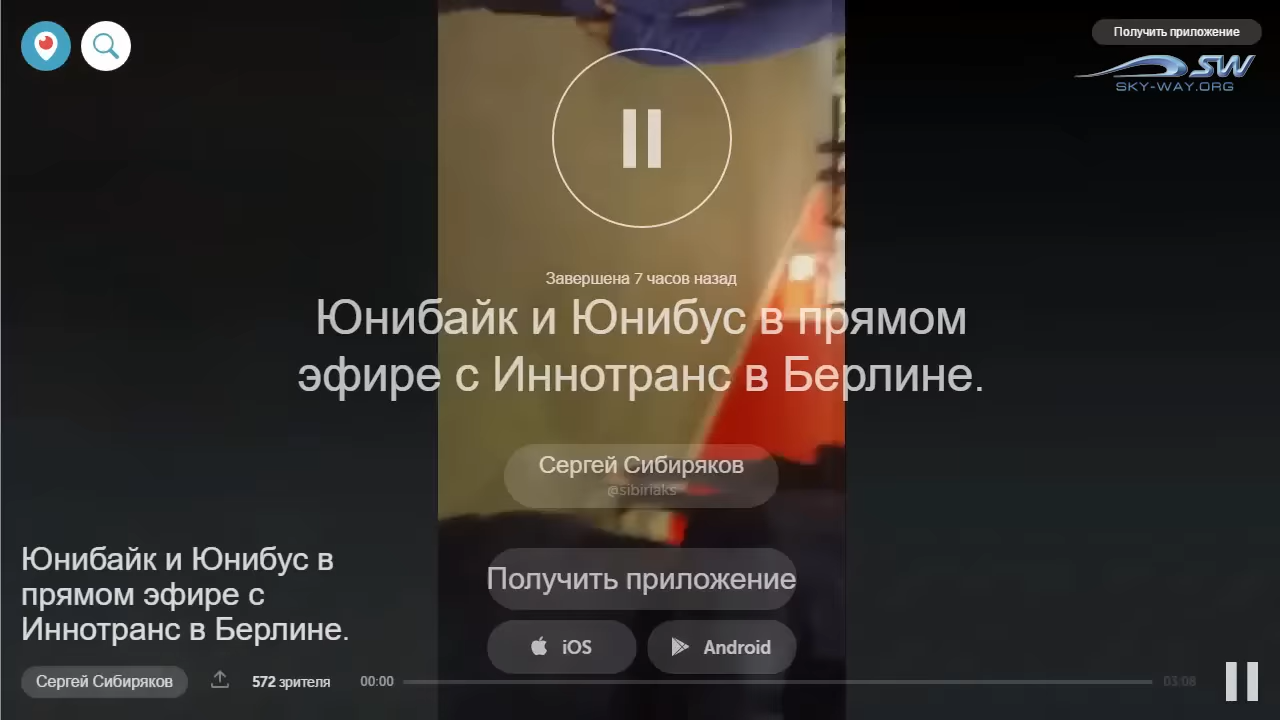 Получить приложение
SW
SKY-WAY.ORG
Завершена 7 часов назад
Юнибайк и Юнибус в прямом
эфире с Иннотранс в Берлине.
Сергей Сибиряков
@sibiriaks
Получить приложение
iOS
Android
Юнибайк и Юнибус в
прямом эфире с
Иннотранс в Берлине.
Сергей Сибиряков
572 зрителя
00:00
03:08